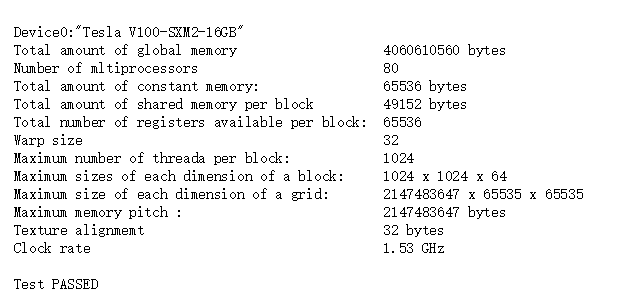 Device0:"Tesla V100-SXM2-16GB"
Total amount of global memory 4060610560 bytes
Number of mltiprocessors 80
Total amount of constant memory: 65536 bytes
Total amount of shared memory per block 49152 bytes
Total number of registers available per block: 65536
Warp size 32
Maximum number of threada per block: 1024
Maximum sizes of each dimension of a block: 1024 x 1024 x 64
Maximum size of each dimension of a grid: 2147483647 x 65535 x 65535
Maximum memory pitch : 2147483647 bytes
Texture alignmemt 32 bytes
Clock rate 1.53 GHz
Test PASSED